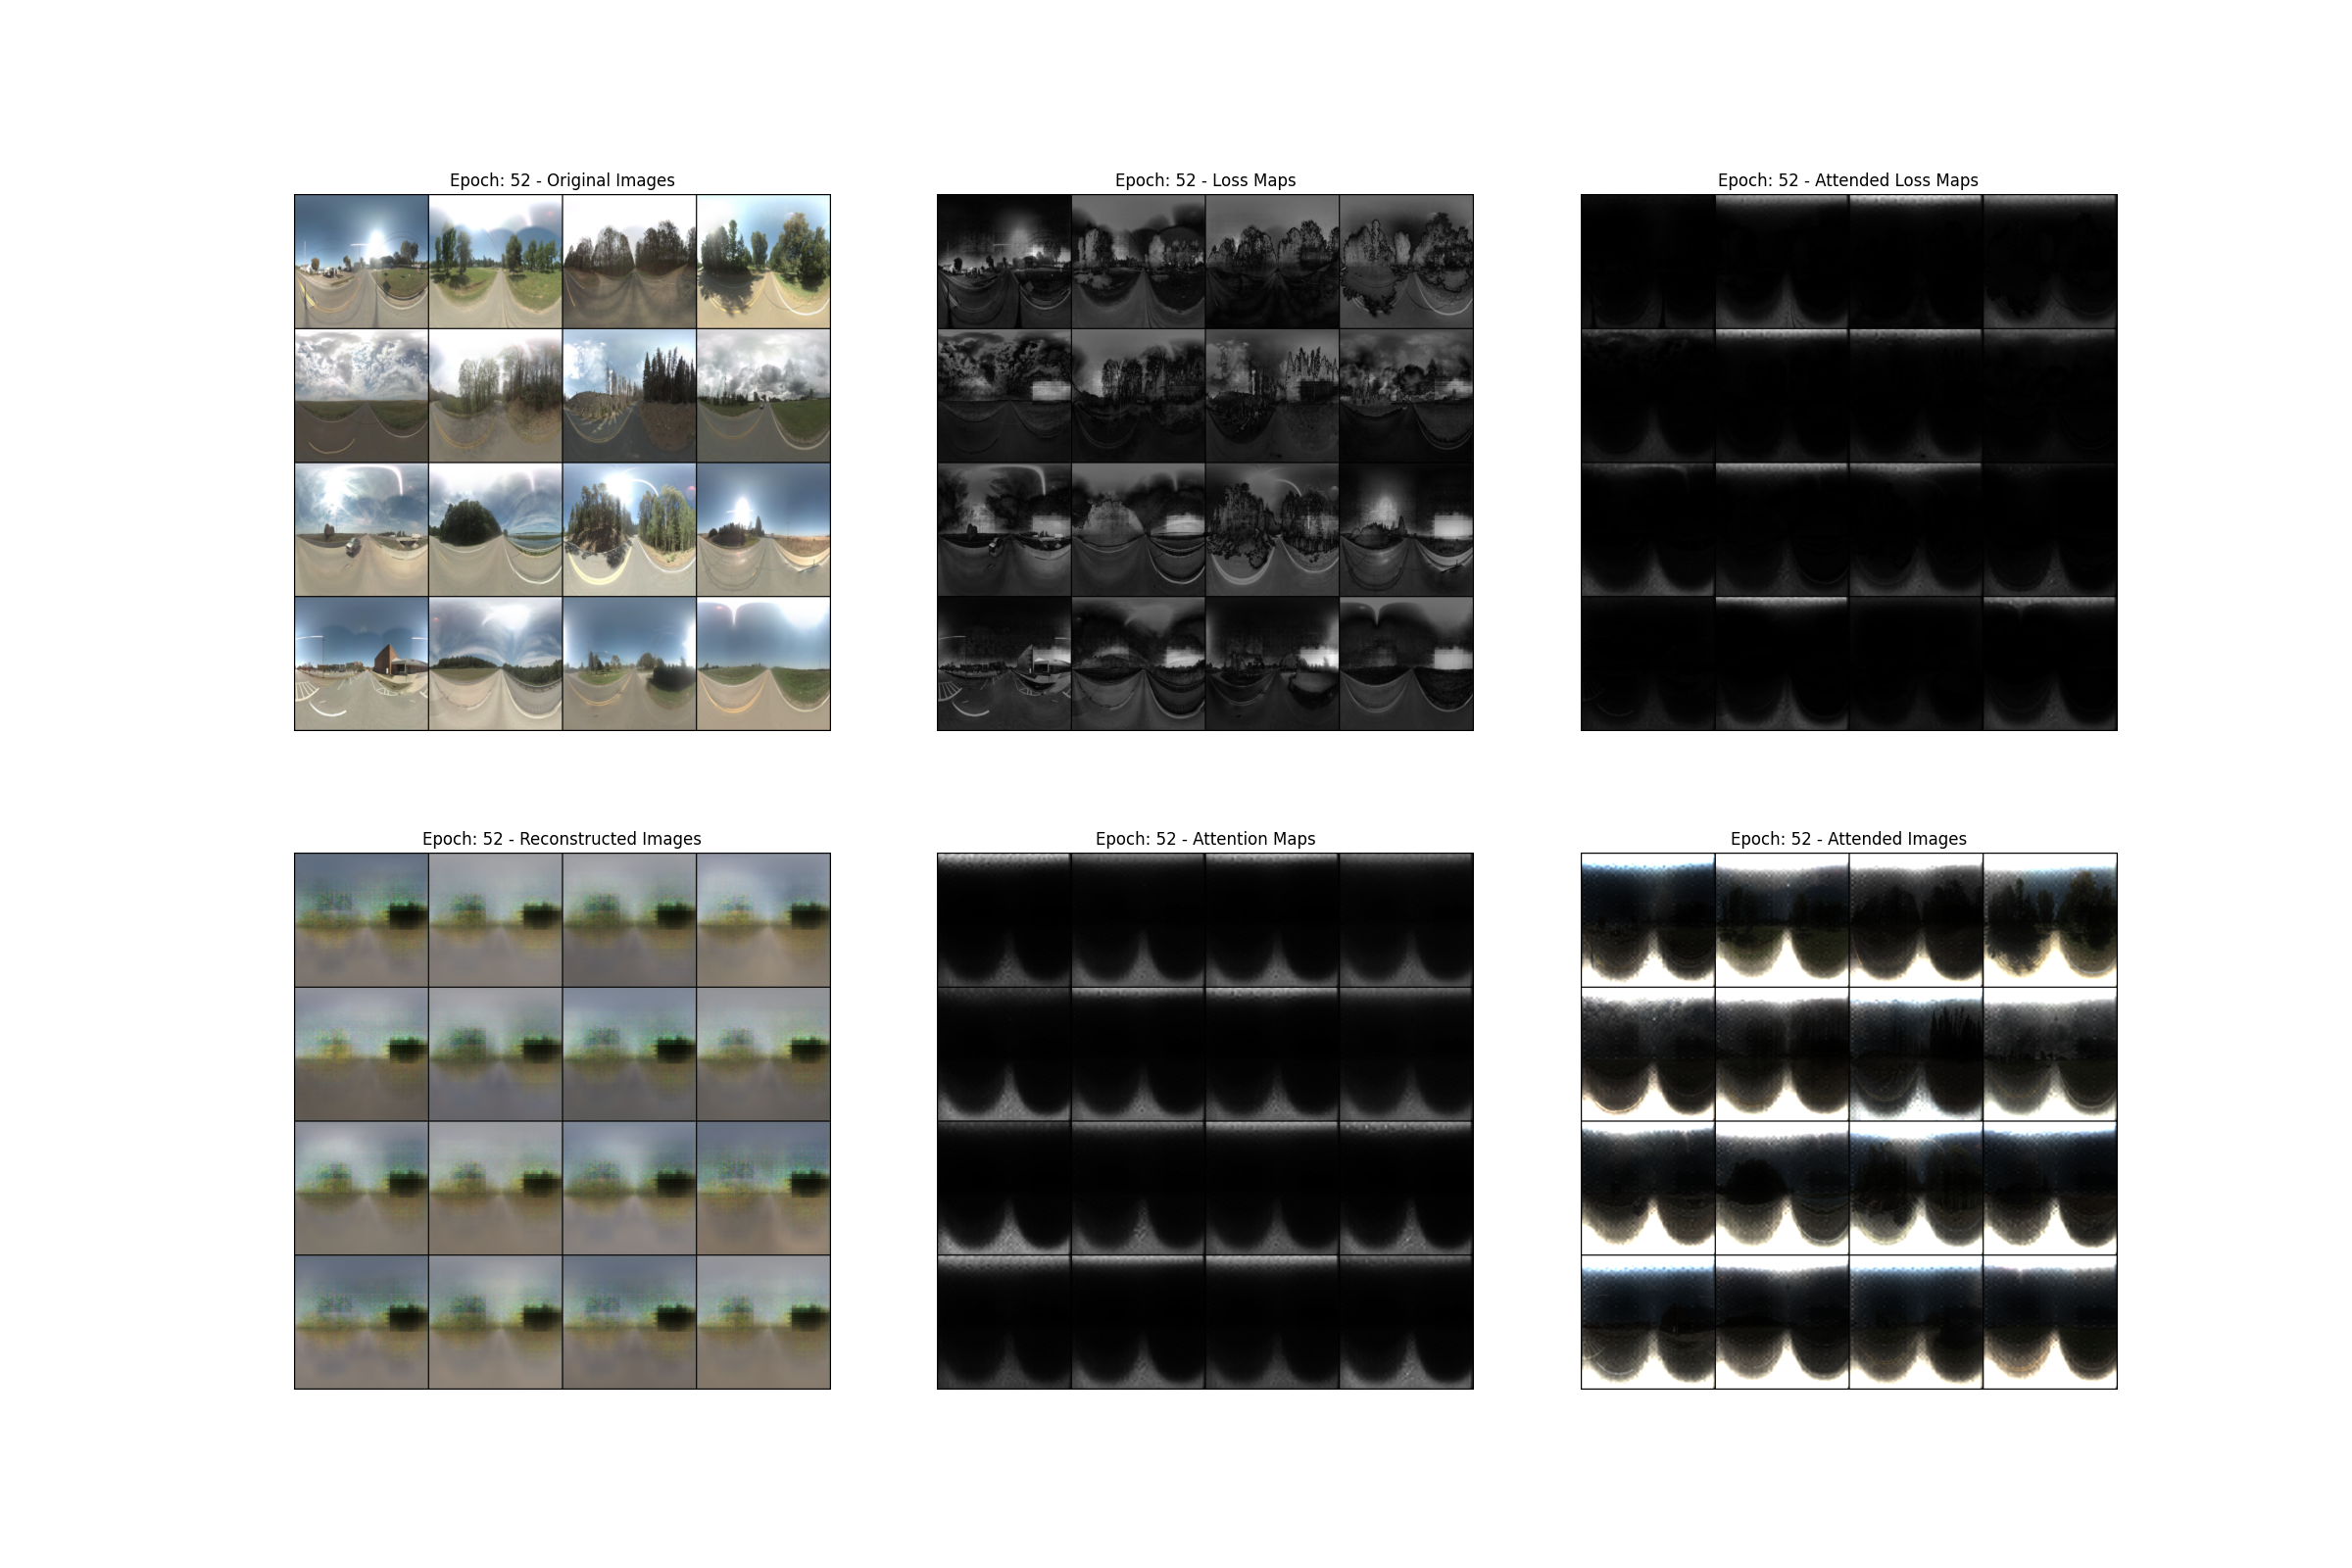 Epoch: 52 - Original Images
Epoch: 52 - Loss Maps
Epoch: 52 - Attended Loss Maps
Epoch: 52 - Reconstructed Images
Epoch: 52 - Attention Maps
Epoch: 52 - Attended Images